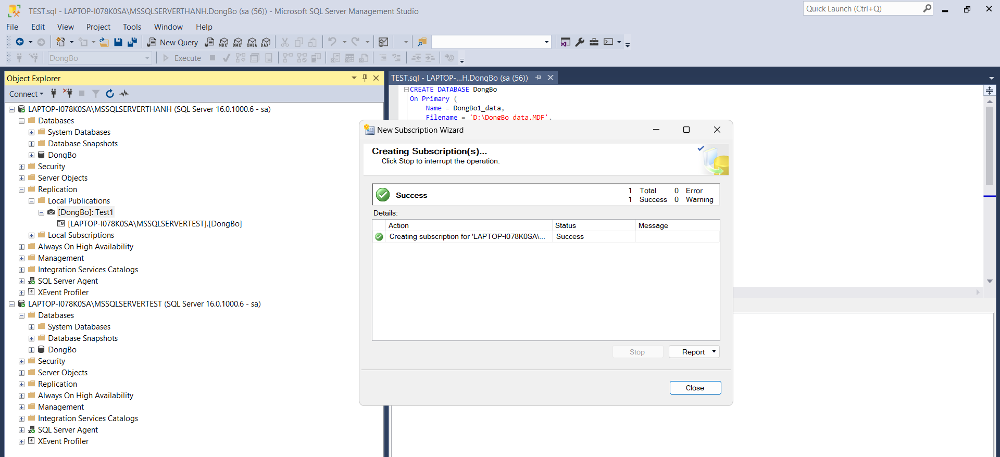 TEST.sql - LAPTOP-I078K0SA\MSSQLSERVERTHANH.DongBo (sa (56)) - Microsoft SQL Server Management Studio
Quick Launch (Ctrl+Q)
File Edit View Project Tools Window Help
New Query MDX DMX XMLA DAX
DongBo Execute
Object Explorer
Connect
LAPTOP-I078K0SA\MSSQLSERVERTHANH (SQL Server 16.0.1000.6 - sa)
Databases
System Databases
Database Snapshots
DongBo
Security
Server Objects
Replication
Local Publications
[DongBo]: Test1
[LAPTOP-I078K0SA\MSSQLSERVERTEST].[DongBo]
Local Subscriptions
Always On High Availability
Management
Integration Services Catalogs
SQL Server Agent
XEvent Profiler
LAPTOP-I078K0SA\MSSQLSERVERTEST (SQL Server 16.0.1000.6 - sa)
Databases
System Databases
Database Snapshots
DongBo
Security
Server Objects
Replication
Always On High Availability
Management
Integration Services Catalogs
SQL Server Agent
XEvent Profiler
TEST.sql - LAPTOP-...H.DongBo (sa (56))
CREATE DATABASE DongBo
On Primary (
Name = DongBo1_data,
Filename = 'D:\DongBo_data.MDF',
New Subscription Wizard
Creating Subscription(s)...
Click Stop to interrupt the operation.
Success
1 Total 0 Error
1 Success 0 Warning
Details:
Action Status Message
Creating subscription for 'LAPTOP-I078K0SA\... Success
Stop Report
Close